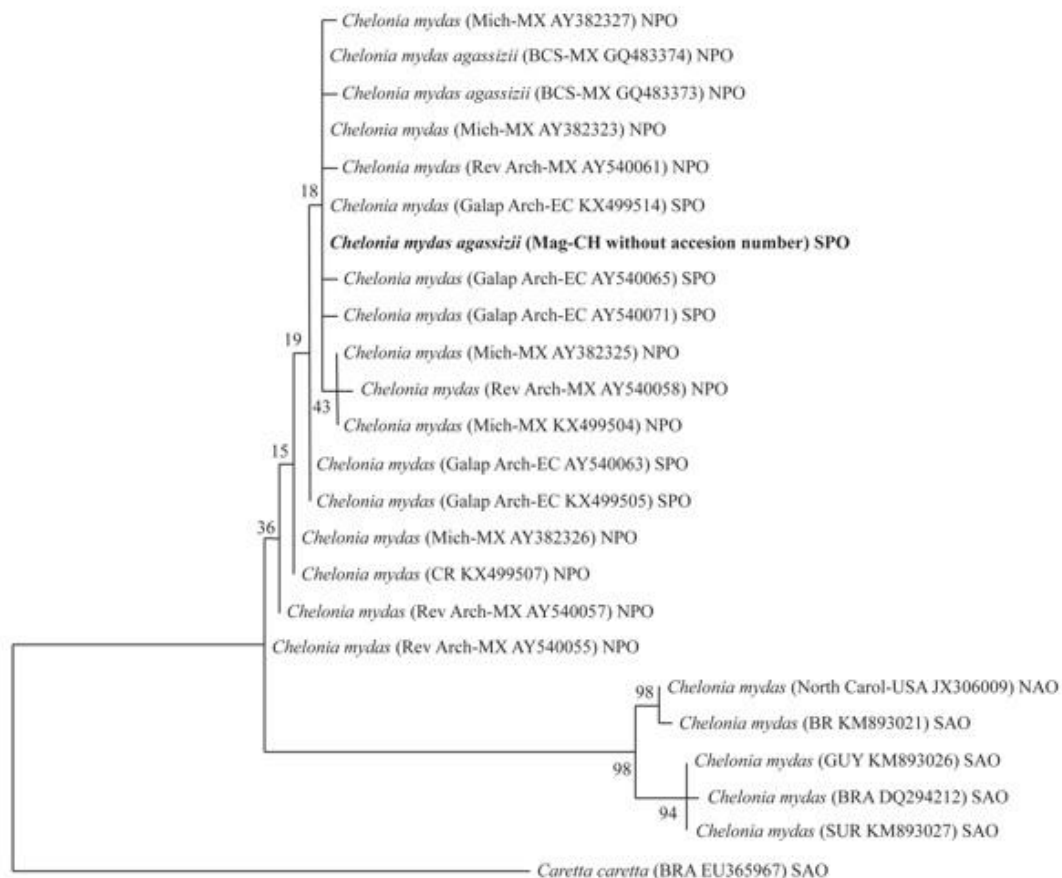 Chelonia mydas (Mich-MX AY382327) NPO
Chelonia mydas agassizii (BCS-MX GQ483374) NPO
Chelonia mydas agassizii (BCS-MX GQ483373) NPO
Chelonia mydas (Mich-MX AY382323) NPO
Chelonia mydas (Rev Arch-MX AY540061) NPO
18
Chelonia mydas (Galap Arch-EC KX499514) SPO
Chelonia mydas agassizii (Mag-CH without accesion number) SPO
Chelonia mydas (Galap Arch-EC AY540065) SPO
Chelonia mydas (Galap Arch-EC AY540071) SPO
19
Chelonia mydas (Mich-MX AY382325) NPO
Chelonia mydas (Rev Arch-MX AY540058) NPO
43
Chelonia mydas (Mich-MX KX499504) NPO
15
Chelonia mydas (Galap Arch-EC AY540063) SPO
Chelonia mydas (Galap Arch-EC KX499505) SPO
36
Chelonia mydas (Mich-MX AY382326) NPO
Chelonia mydas (CR KX499507) NPO
Chelonia mydas (Rev Arch-MX AY540057) NPO
Chelonia mydas (Rev Arch-MX AY540055) NPO
98
Chelonia mydas (North Carol-USA JX306009) NAO
Chelonia mydas (BR KM893021) SAO
98
Chelonia mydas (GUY KM893026) SAO
Chelonia mydas (BRA DQ294212) SAO
94
Chelonia mydas (SUR KM893027) SAO
Caretta caretta (BRA EU365967) SAO